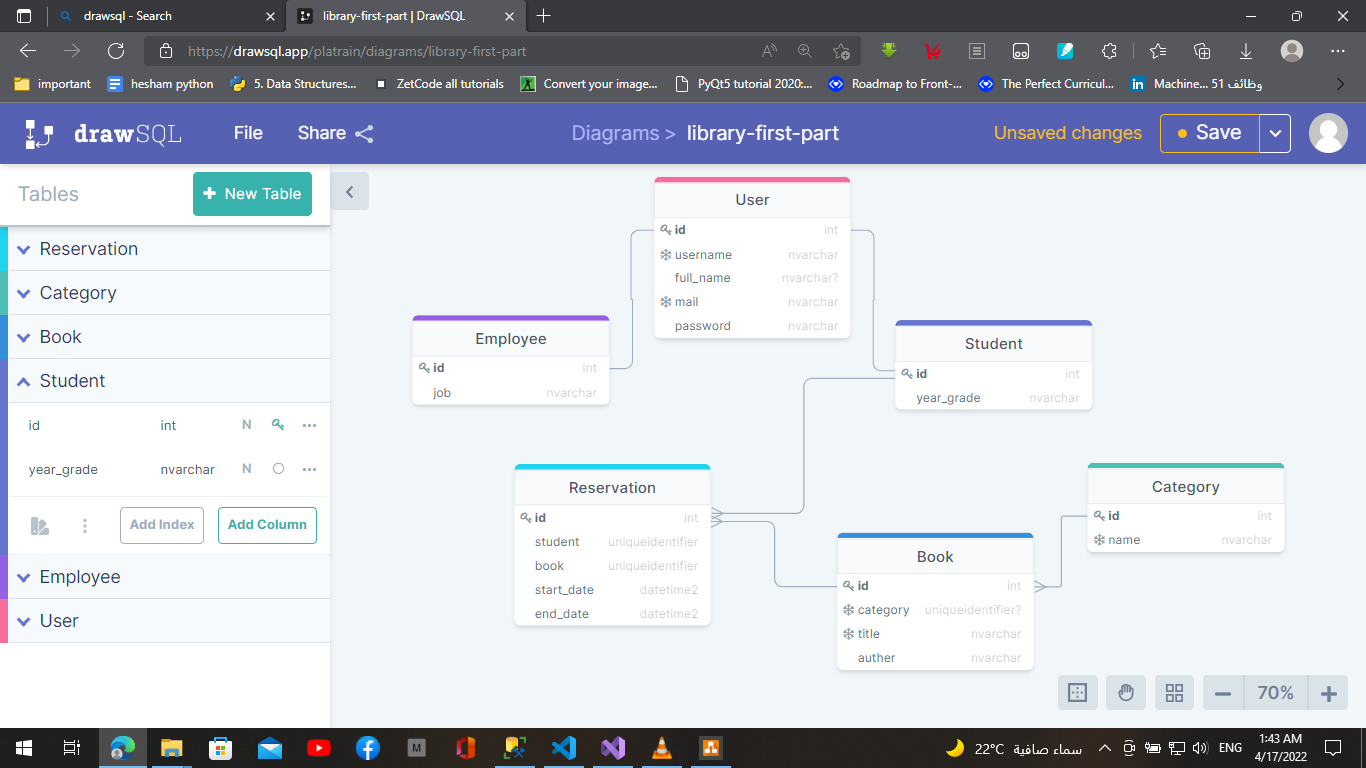 drawsql - Search
library-first-part | DrawSQL
https://drawsql.app/platrain/diagrams/library-first-part
important
hesham python
5. Data Structures...
ZetCode all tutorials
Convert your image...
PyQt5 tutorial 2020:...
Roadmap to Front-...
The Perfect Curricul...
Machine... 51 وظائف
drawSQL
File
Share
Diagrams > library-first-part
Unsaved changes
Save
Tables
+ New Table
Reservation
Category
Book
Student
id int N
year_grade nvarchar N
Add Index
Add Column
Employee
User
User
id int
username nvarchar
full_name nvarchar?
mail nvarchar
password nvarchar
Employee
id int
job nvarchar
Student
id int
year_grade nvarchar
Reservation
id int
student uniqueidentifier
book uniqueidentifier
start_date datetime2
end_date datetime2
Category
id int
name nvarchar
Book
id int
category uniqueidentifier?
title nvarchar
auther nvarchar
70%
22°C سماء صافية
ENG
1:43 AM
4/17/2022